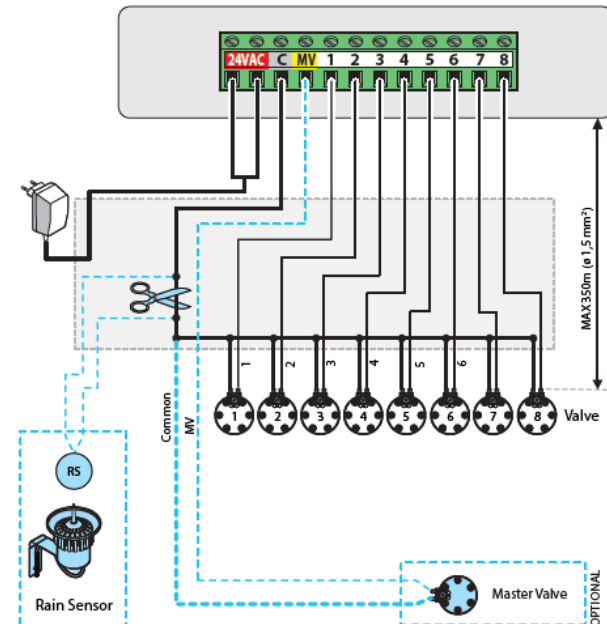 24VAC C MV 1 2 3 4 5 6 7 8
MAX350m (ø 1,5 mm²)
1 2 3 4 5 6
1 2 3 4 5 6 7 8 Valve
Common
MV
RS
Rain Sensor
Master Valve
OPTIONAL